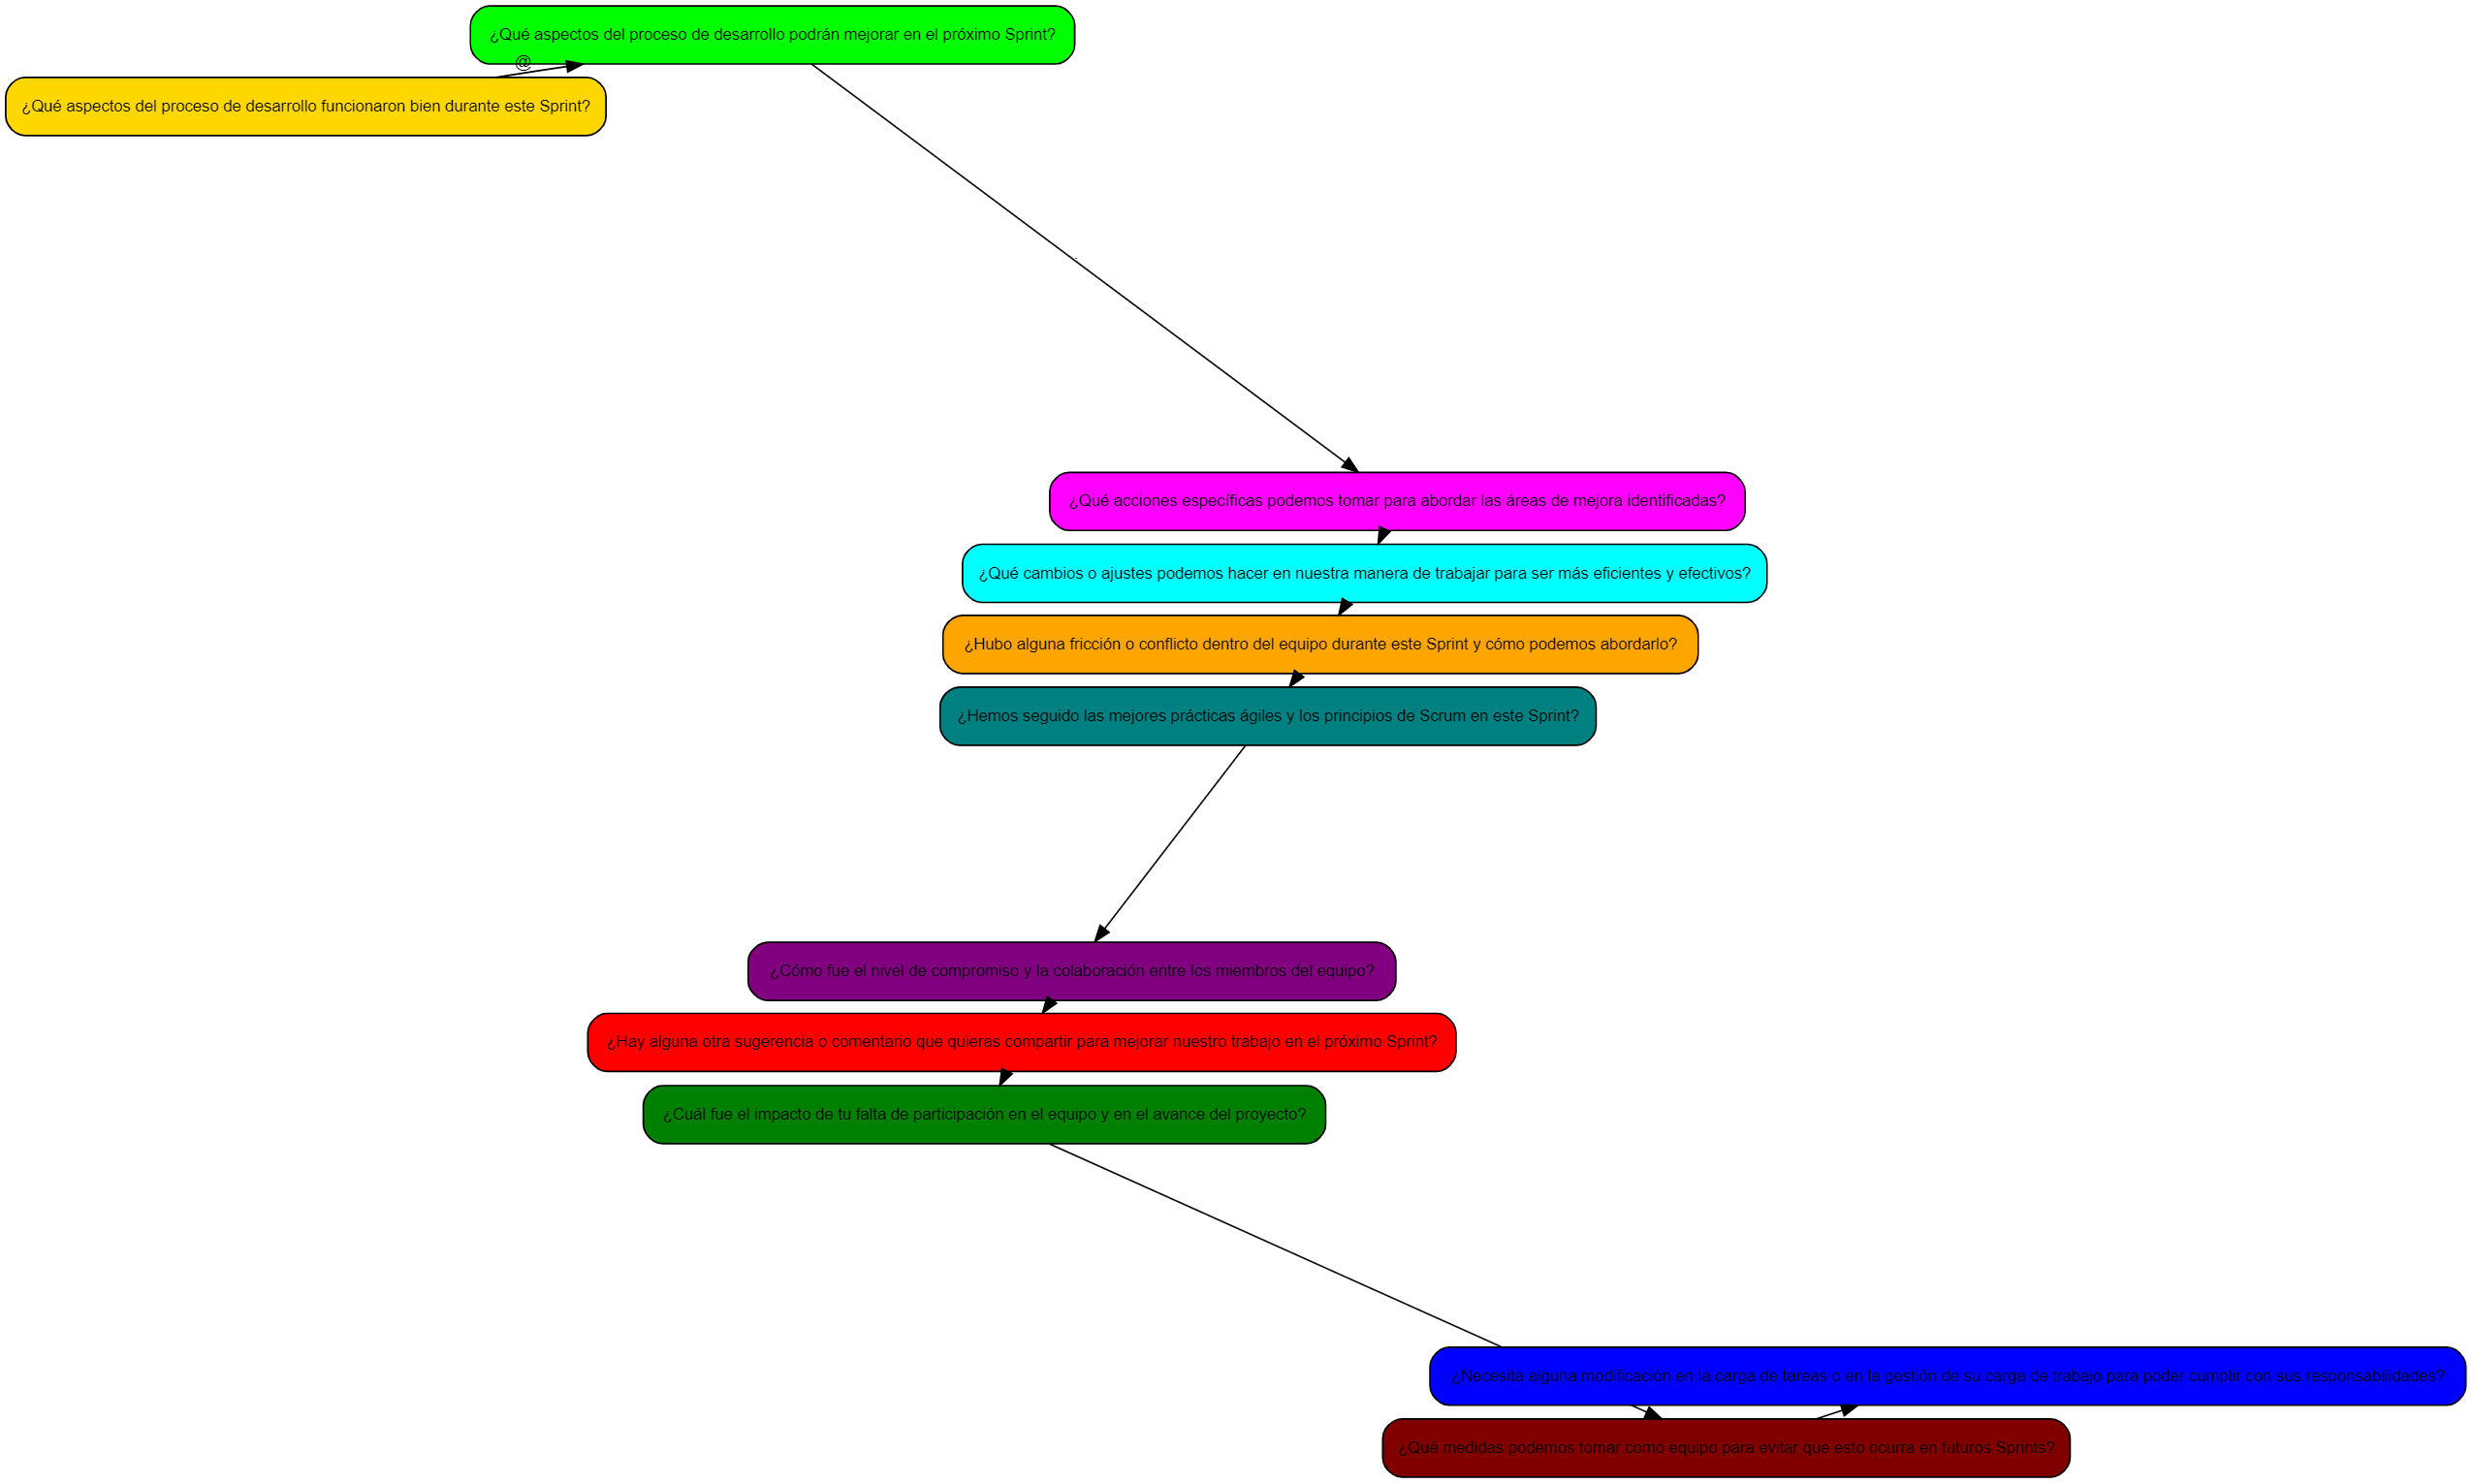 ¿Qué aspectos del proceso de desarrollo podrán mejorar en el próximo Sprint?
@
¿Qué aspectos del proceso de desarrollo funcionaron bien durante este Sprint?
¿Qué acciones específicas podemos tomar para abordar las áreas de mejora identificadas?
¿Qué cambios o ajustes podemos hacer en nuestra manera de trabajar para ser más eficientes y efectivos?
¿Hubo alguna fricción o conflicto dentro del equipo durante este Sprint y cómo podemos abordarlo?
¿Hemos seguido las mejores prácticas ágiles y los principios de Scrum en este Sprint?
¿Cómo fue el nivel de compromiso y la colaboración entre los miembros del equipo?
¿Hay alguna otra sugerencia o comentario que quieras compartir para mejorar nuestro trabajo en el próximo Sprint?
¿Cuál fue el impacto de tu falta de participación en el equipo y en el avance del proyecto?
¿Necesita alguna modificación en la carga de tareas o en la gestión de su carga de trabajo para poder cumplir con sus responsabilidades?
¿Qué medidas podemos tomar como equipo para evitar que esto ocurra en futuros Sprints?